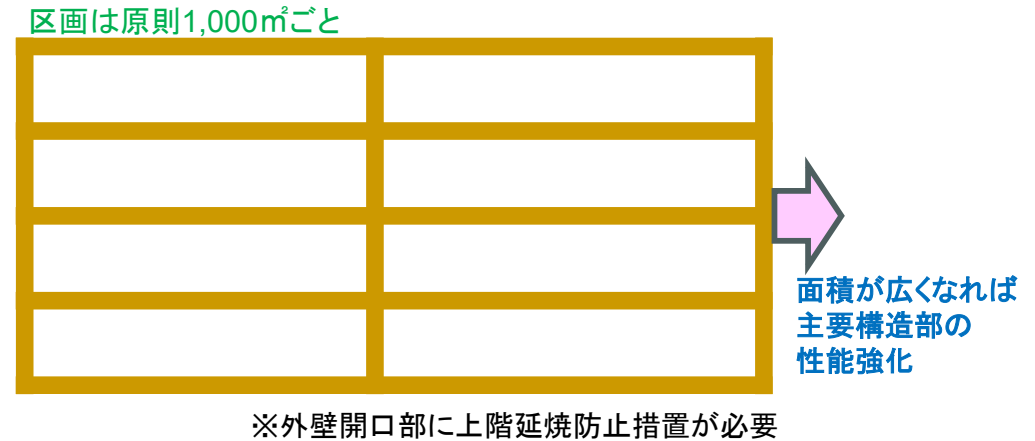 区画は原則1,000㎡ごと
面積が広くなれば
主要構造部の
性能強化
※外壁開口部に上階延焼防止措置が必要